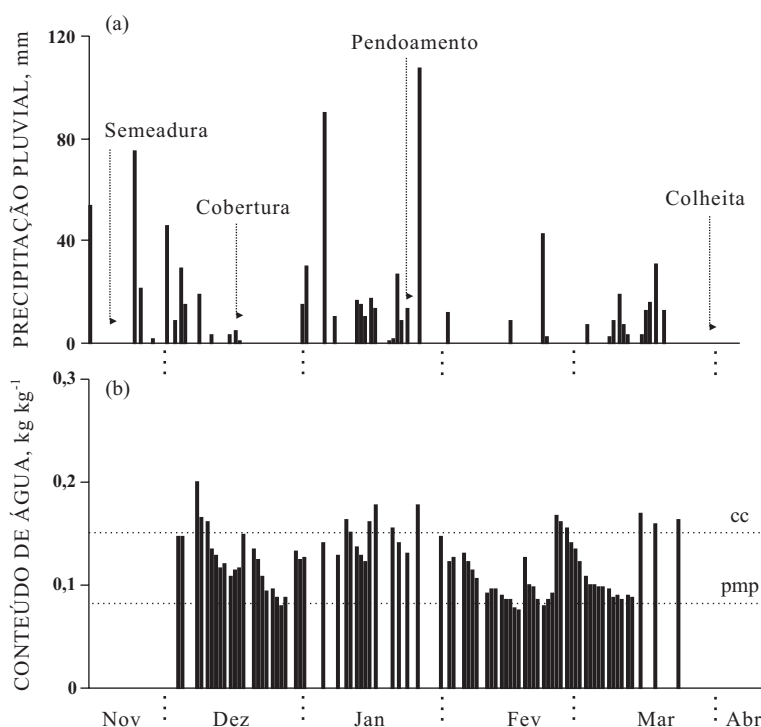 (a)
PRECIPITAÇÃO PLUVIAL, mm
120
80
40
0
Semeadura
Cobertura
Pendoamento
Colheita
(b)
CONTEÚDO DE ÁGUA, kg kg⁻¹
0,3
0,2
0,1
0
cc
pmp
Nov Dez Jan Fev Mar Abr